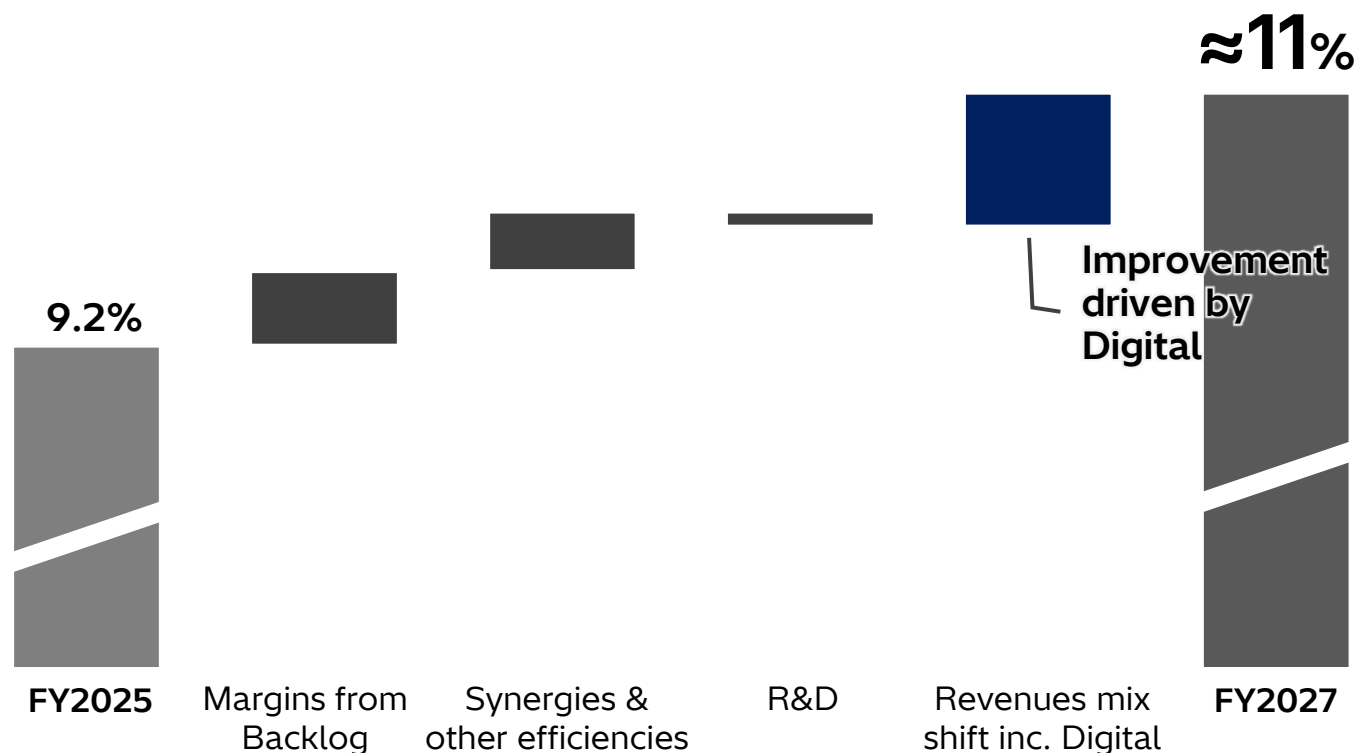 ≈11%
9.2%
Improvement
driven by
Digital
FY2025
Margins from
Backlog
Synergies &
other efficiencies
R&D
Revenues mix
shift inc. Digital
FY2027